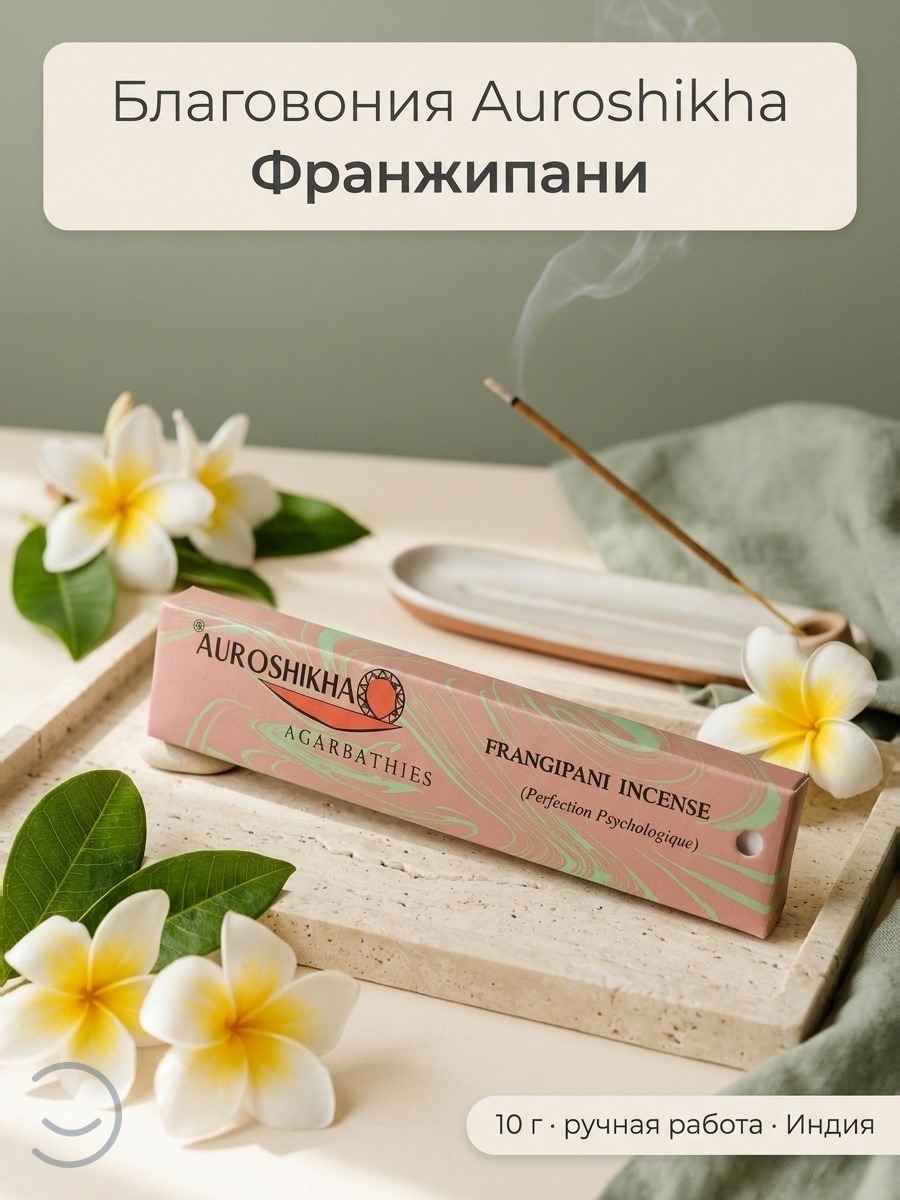 Благовония Auroshikha
Франжипани
AUROSHIKHA
AGARBATHIES
FRANGIPANI INCENSE
(Perfection Psychologique)
10 г · ручная работа · Индия